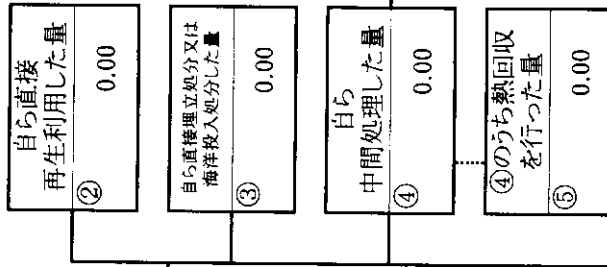 自ら直接
再生利用した量
②
0.00
自ら直接埋立処分又は
海洋投入処分した量
③
0.00
自ら
中間処理した量
④
0.00
④のうち熱回収
を行った量
⑤
0.00